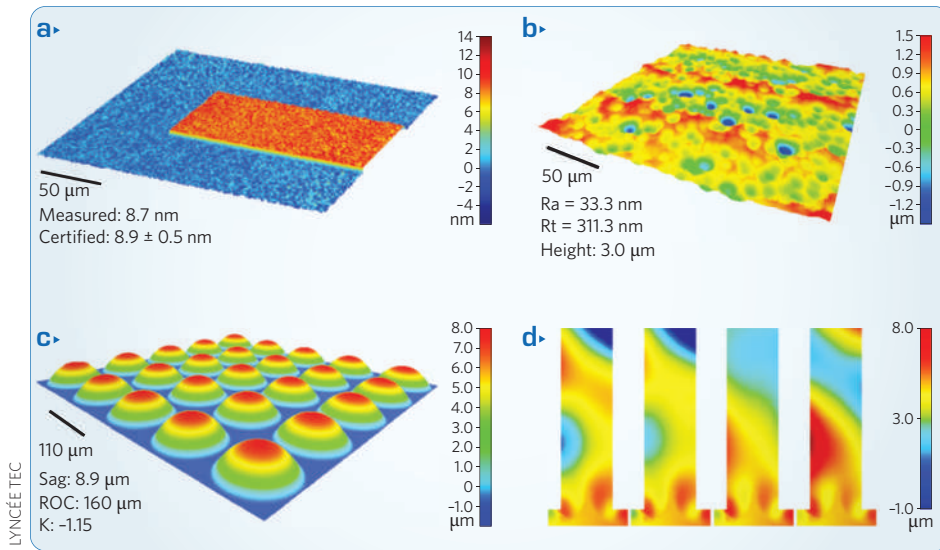 a▸
14
12
10
8
6
4
2
0
–2
–4
nm
50 µm
Measured: 8.7 nm
Certified: 8.9 ± 0.5 nm
b▸
1.5
1.2
0.9
0.6
0.3
0
–0.3
–0.6
–0.9
–1.2
µm
50 µm
Ra = 33.3 nm
Rt = 311.3 nm
Height: 3.0 µm
c▸
8.0
7.0
6.0
5.0
4.0
3.0
2.0
1.0
0
–1.0
µm
110 µm
Sag: 8.9 µm
ROC: 160 µm
K: –1.15
d▸
8.0
3.0
–1.0
µm
LYNCÉE TEC